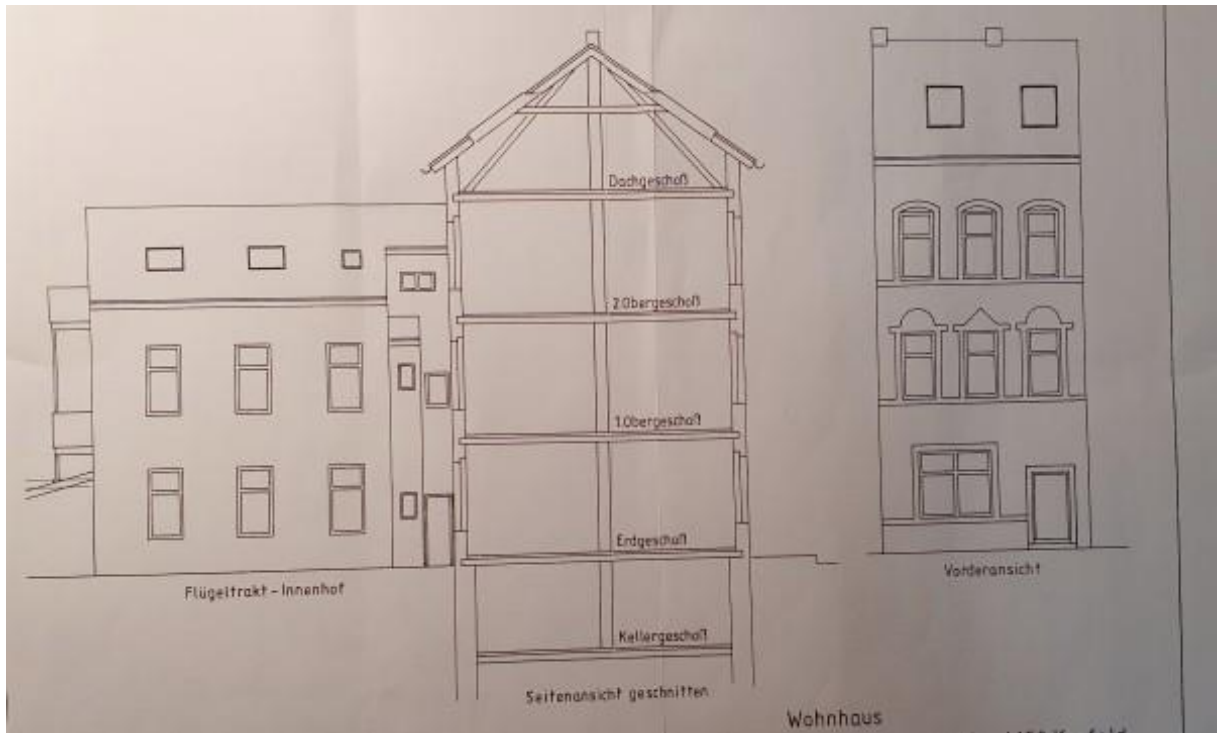 Dachgeschoß
2.Obergeschoß
1.Obergeschoß
Erdgeschoß
Kellergeschoß
Flügeltrakt-Innenhof
Seitenansicht geschnitten
Vorderansicht
Wohnhaus